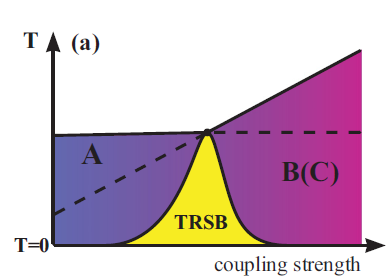 T (a)
A
B(C)
TRSB
T=0
coupling strength